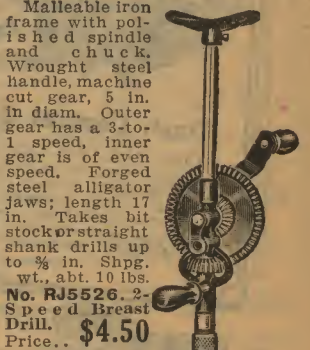 Malleable iron
frame with pol-
ished spindle
and chuck.
Wrought steel
handle, machine
cut gear, 5 in.
in diam. Outer
gear has a 3-to-
1 speed, inner
gear is of even
speed. Forged
steel alligator
jaws; length 17
in. Takes bit
stock or straight
shank drills up
to ⅜ in. Shpg.
wt., abt. 10 lbs.
No. RJ5526. 2-
Speed Breast
Drill.
Price.. $4.50